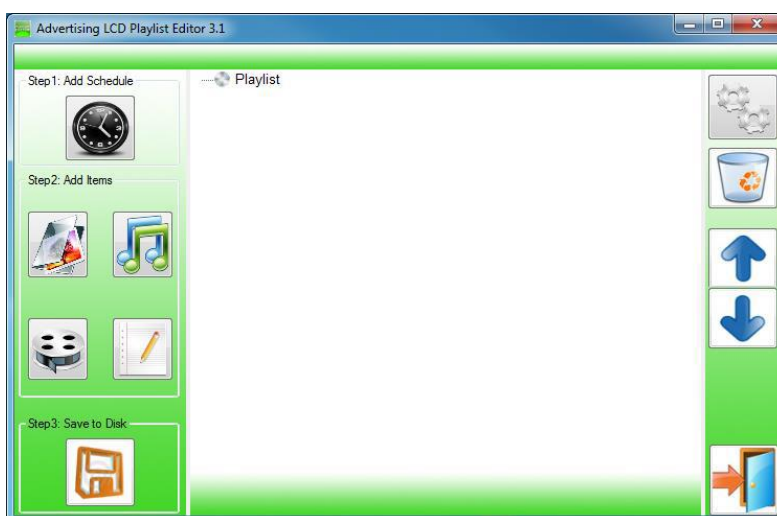 Advertising LCD Playlist Editor 3.1
Step1: Add Schedule
Playlist
Step2: Add Items
Step3: Save to Disk